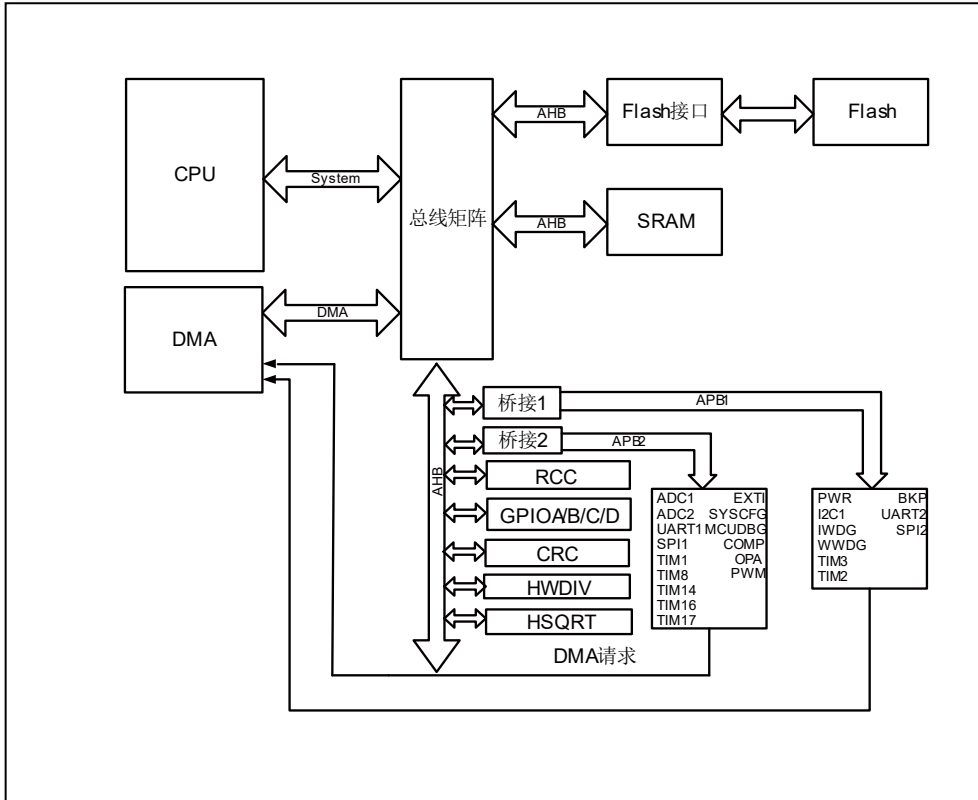 CPU
System
总线矩阵
AHB
Flash接口
Flash
AHB
SRAM
DMA
DMA
AHB
桥接1
APB1
桥接2
APB2
RCC
GPIOA/B/C/D
CRC
HWDIV
HSQRT
ADC1 EXTI
ADC2 SYSCFG
UART1 MCUDBG
SPI1 COMP
TIM1 OPA
TIM8 PWM
TIM14
TIM16
TIM17
PWR BKP
I2C1 UART2
IWDG SPI2
WWDG
TIM3
TIM2
DMA请求